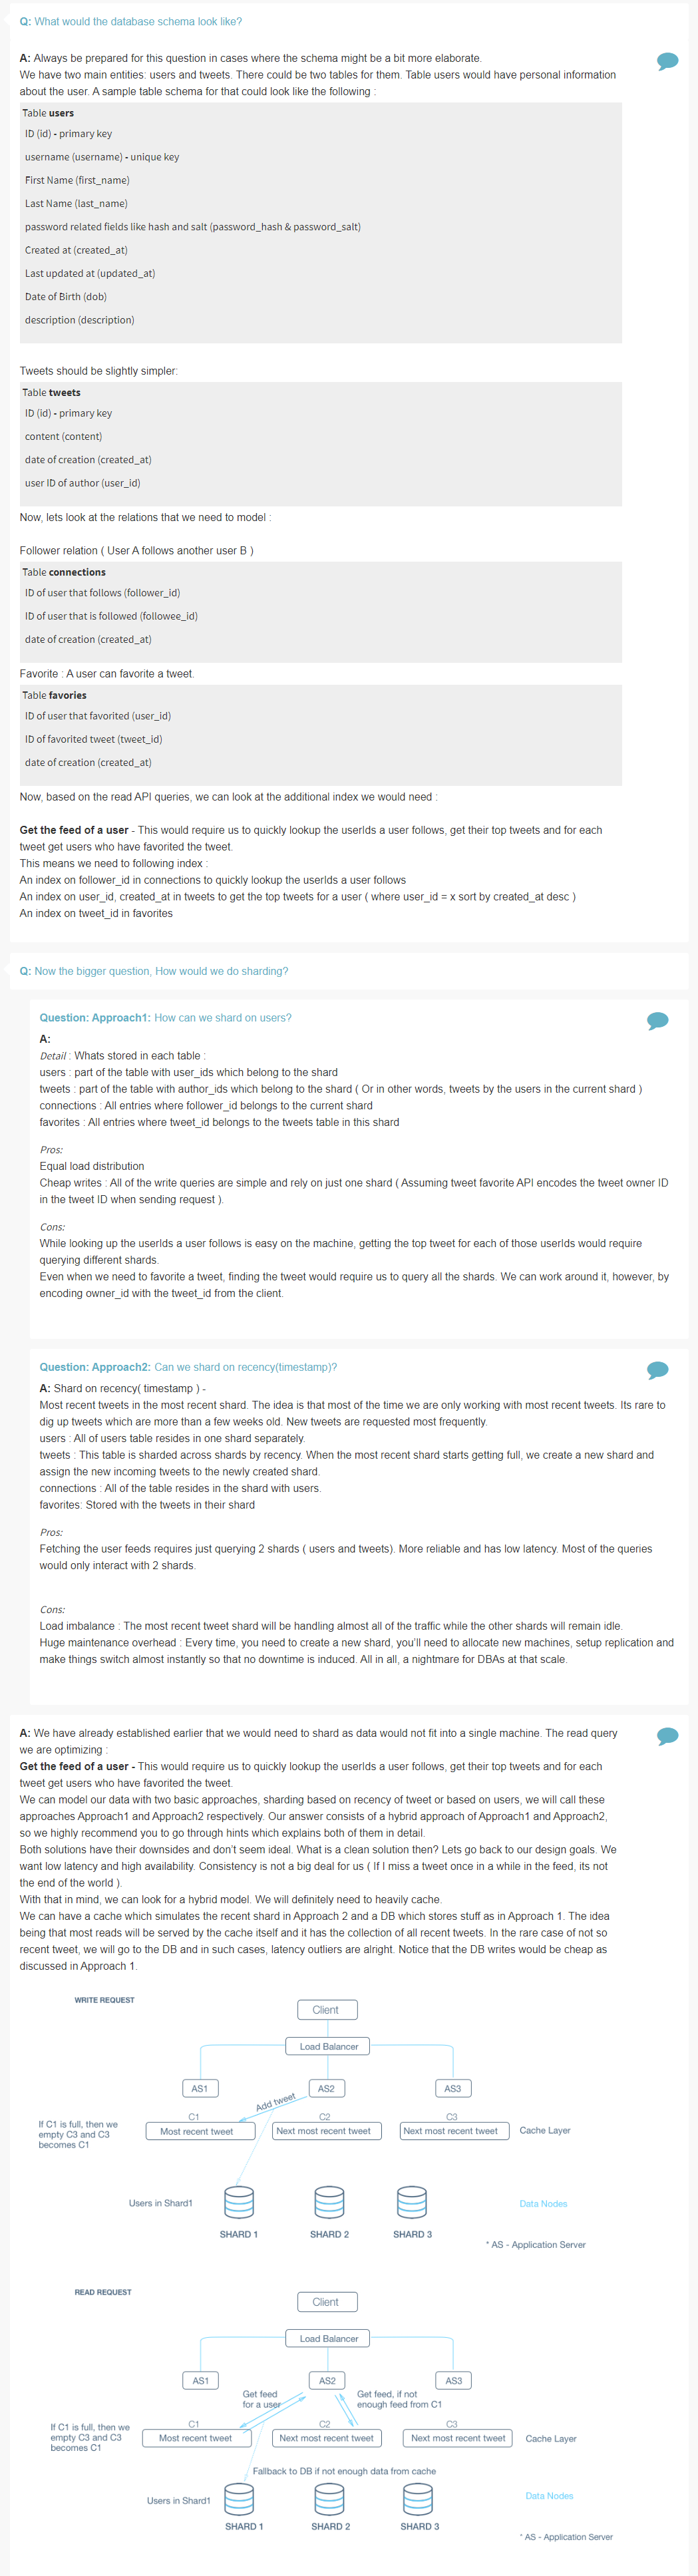 Q: What would the database schema look like?
A: Always be prepared for this question in cases where the schema might be a bit more elaborate.
We have two main entities: users and tweets. There could be two tables for them. Table users would have personal information
about the user. A sample table schema for that could look like the following :
Table users
ID (id) - primary key
username (username) - unique key
First Name (first_name)
Last Name (last_name)
password related fields like hash and salt (password_hash & password_salt)
Created at (created_at)
Last updated at (updated_at)
Date of Birth (dob)
description (description)
Tweets should be slightly simpler:
Table tweets
ID (id) - primary key
content (content)
date of creation (created_at)
user ID of author (user_id)
Now, lets look at the relations that we need to model :
Follower relation ( User A follows another user B )
Table connections
ID of user that follows (follower_id)
ID of user that is followed (followee_id)
date of creation (created_at)
Favorite : A user can favorite a tweet.
Table favories
ID of user that favorited (user_id)
ID of favorited tweet (tweet_id)
date of creation (created_at)
Now, based on the read API queries, we can look at the additional index we would need :
Get the feed of a user - This would require us to quickly lookup the userIds a user follows, get their top tweets and for each
tweet get users who have favorited the tweet.
This means we need to following index :
An index on follower_id in connections to quickly lookup the userIds a user follows
An index on user_id, created_at in tweets to get the top tweets for a user ( where user_id = x sort by created_at desc )
An index on tweet_id in favorites
Q: Now the bigger question, How would we do sharding?
Question: Approach1: How can we shard on users?
A:
Detail : Whats stored in each table :
users : part of the table with user_ids which belong to the shard
tweets : part of the table with author_ids which belong to the shard ( Or in other words, tweets by the users in the current shard )
connections : All entries where follower_id belongs to the current shard
favorites : All entries where tweet_id belongs to the tweets table in this shard
Pros:
Equal load distribution
Cheap writes : All of the write queries are simple and rely on just one shard ( Assuming tweet favorite API encodes the tweet owner ID
in the tweet ID when sending request ).
Cons:
While looking up the userIds a user follows is easy on the machine, getting the top tweet for each of those userIds would require
querying different shards.
Even when we need to favorite a tweet, finding the tweet would require us to query all the shards. We can work around it, however, by
encoding owner_id with the tweet_id from the client.
Question: Approach2: Can we shard on recency(timestamp)?
A: Shard on recency( timestamp ) -
Most recent tweets in the most recent shard. The idea is that most of the time we are only working with most recent tweets. Its rare to
dig up tweets which are more than a few weeks old. New tweets are requested most frequently.
users : All of users table resides in one shard separately.
tweets : This table is sharded across shards by recency. When the most recent shard starts getting full, we create a new shard and
assign the new incoming tweets to the newly created shard.
connections : All of the table resides in the shard with users.
favorites: Stored with the tweets in their shard
Pros:
Fetching the user feeds requires just querying 2 shards ( users and tweets). More reliable and has low latency. Most of the queries
would only interact with 2 shards.
Cons:
Load imbalance : The most recent tweet shard will be handling almost all of the traffic while the other shards will remain idle.
Huge maintenance overhead : Every time, you need to create a new shard, you'll need to allocate new machines, setup replication and
make things switch almost instantly so that no downtime is induced. All in all, a nightmare for DBAs at that scale.
A: We have already established earlier that we would need to shard as data would not fit into a single machine. The read query
we are optimizing :
Get the feed of a user - This would require us to quickly lookup the userIds a user follows, get their top tweets and for each
tweet get users who have favorited the tweet.
We can model our data with two basic approaches, sharding based on recency of tweet or based on users, we will call these
approaches Approach1 and Approach2 respectively. Our answer consists of a hybrid approach of Approach1 and Approach2,
so we highly recommend you to go through hints which explains both of them in detail.
Both solutions have their downsides and don't seem ideal. What is a clean solution then? Lets go back to our design goals. We
want low latency and high availability. Consistency is not a big deal for us ( If I miss a tweet once in a while in the feed, its not
the end of the world ).
With that in mind, we can look for a hybrid model. We will definitely need to heavily cache.
We can have a cache which simulates the recent shard in Approach 2 and a DB which stores stuff as in Approach 1. The idea
being that most reads will be served by the cache itself and it has the collection of all recent tweets. In the rare case of not so
recent tweet, we will go to the DB and in such cases, latency outliers are alright. Notice that the DB writes would be cheap as
discussed in Approach 1.
WRITE REQUEST
Client
Load Balancer
AS1
AS2
AS3
Add tweet
C1
C2
C3
If C1 is full, then we
empty C3 and C3
becomes C1
Most recent tweet
Next most recent tweet
Next most recent tweet
Cache Layer
Users in Shard1
Data Nodes
SHARD 1
SHARD 2
SHARD 3
* AS - Application Server
READ REQUEST
Client
Load Balancer
AS1
AS2
AS3
Get feed
for a user
Get feed, if not
enough feed from C1
C1
C2
C3
If C1 is full, then we
empty C3 and C3
becomes C1
Most recent tweet
Next most recent tweet
Next most recent tweet
Cache Layer
Fallback to DB if not enough data from cache
Users in Shard1
Data Nodes
SHARD 1
SHARD 2
SHARD 3
* AS - Application Server